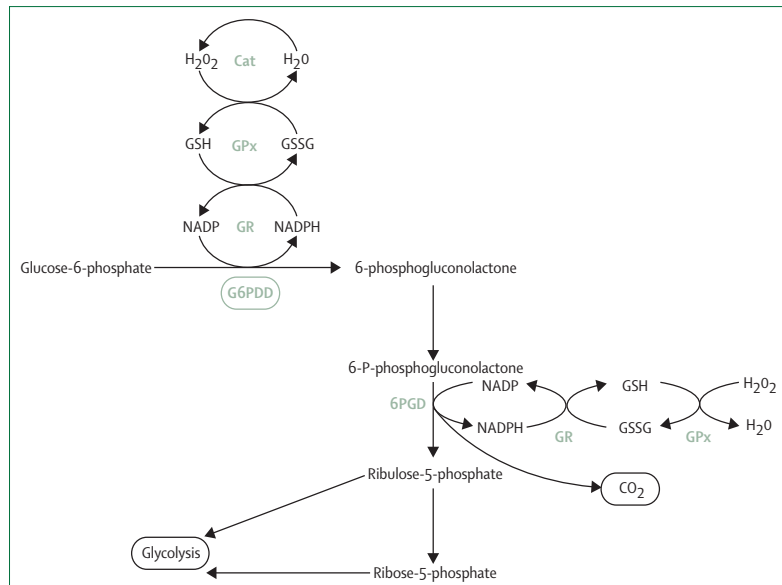 H2O2 Cat H2O
GSH GPx GSSG
NADP GR NADPH
Glucose-6-phosphate 6-phosphogluconolactone
G6PDD
6-P-phosphogluconolactone
NADP GSH H2O2
6PGD
NADPH GSSG H2O
GR GPx
Ribulose-5-phosphate
CO2
Glycolysis
Ribose-5-phosphate